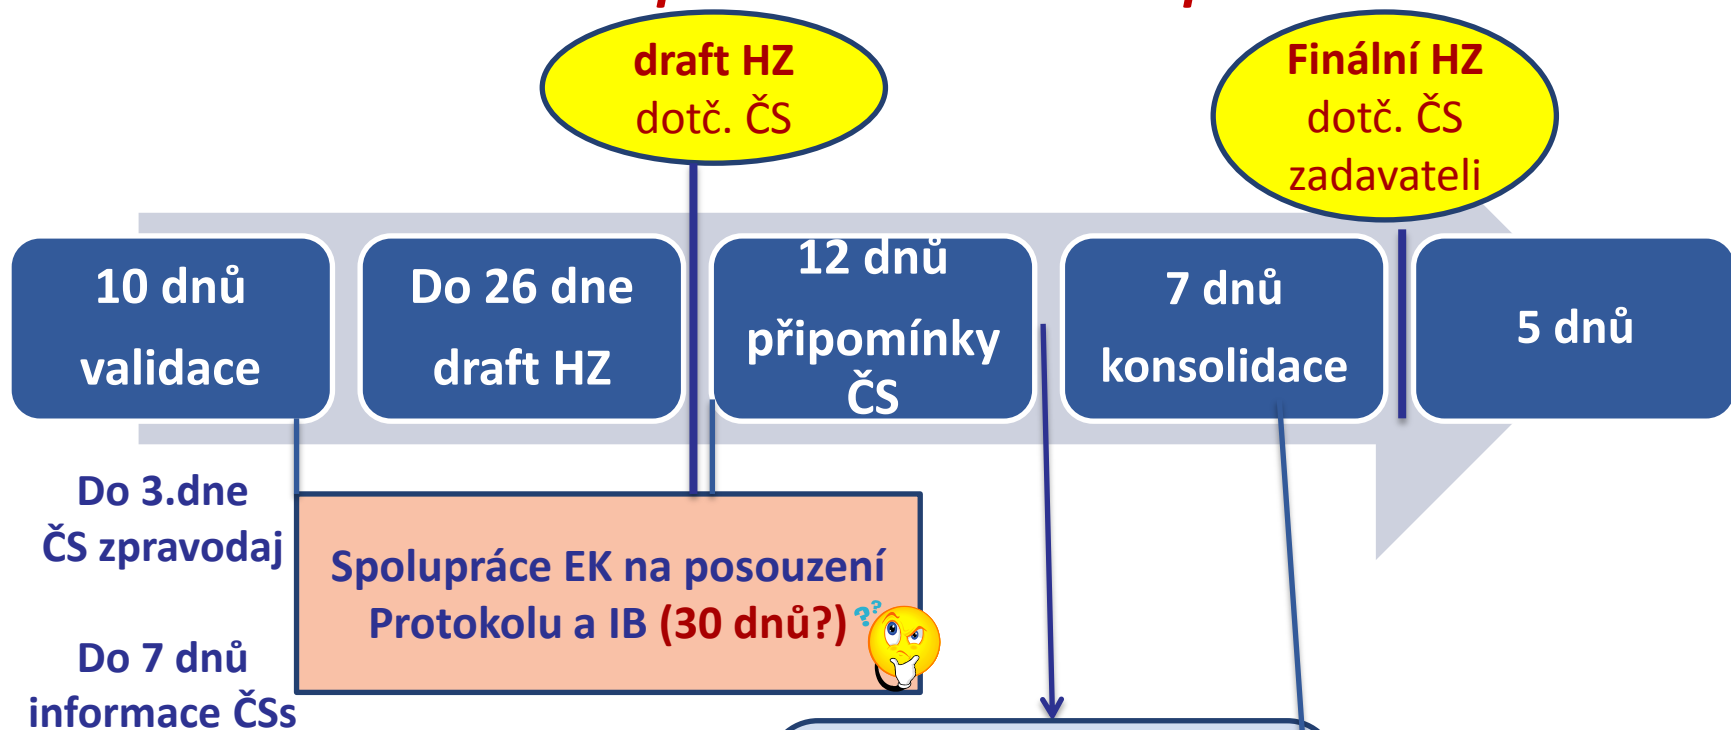 draft HZ
dotč. ČS
Finální HZ
dotč. ČS
zadavateli
10 dnů
validace
Do 26 dne
draft HZ
12 dnů
připomínky
ČS
7 dnů
konsolidace
5 dnů
Do 3.dne
ČS zpravodaj
Do 7 dnů
informace ČSs
Spolupráce EK na posouzení
Protokolu a IB (30 dnů?)
??